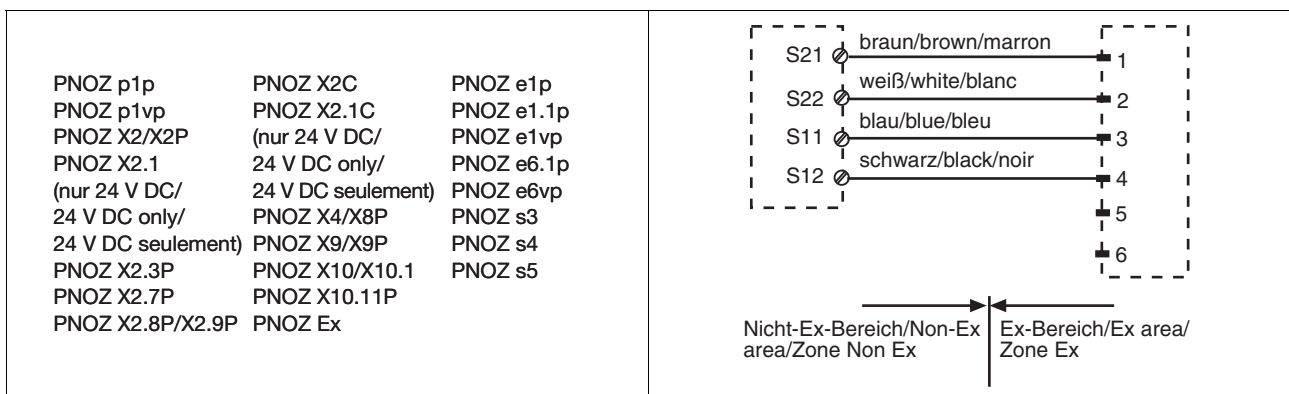 PNOZ p1p
PNOZ p1vp
PNOZ X2/X2P
PNOZ X2.1
(nur 24 V DC/
24 V DC only/
24 V DC seulement)
PNOZ X2.3P
PNOZ X2.7P
PNOZ X2.8P/X2.9P
PNOZ X2C
PNOZ X2.1C
(nur 24 V DC/
24 V DC only/
24 V DC seulement)
PNOZ X4/X8P
PNOZ X9/X9P
PNOZ X10/X10.1
PNOZ X10.11P
PNOZ Ex
PNOZ e1p
PNOZ e1.1p
PNOZ e1vp
PNOZ e6.1p
PNOZ e6vp
PNOZ s3
PNOZ s4
PNOZ s5
S21 braun/brown/marron 1
S22 weiß/white/blanc 2
S11 blau/blue/bleu 3
S12 schwarz/black/noir 4
5
6
Nicht-Ex-Bereich/Non-Ex
area/Zone Non Ex
Ex-Bereich/Ex area/
Zone Ex